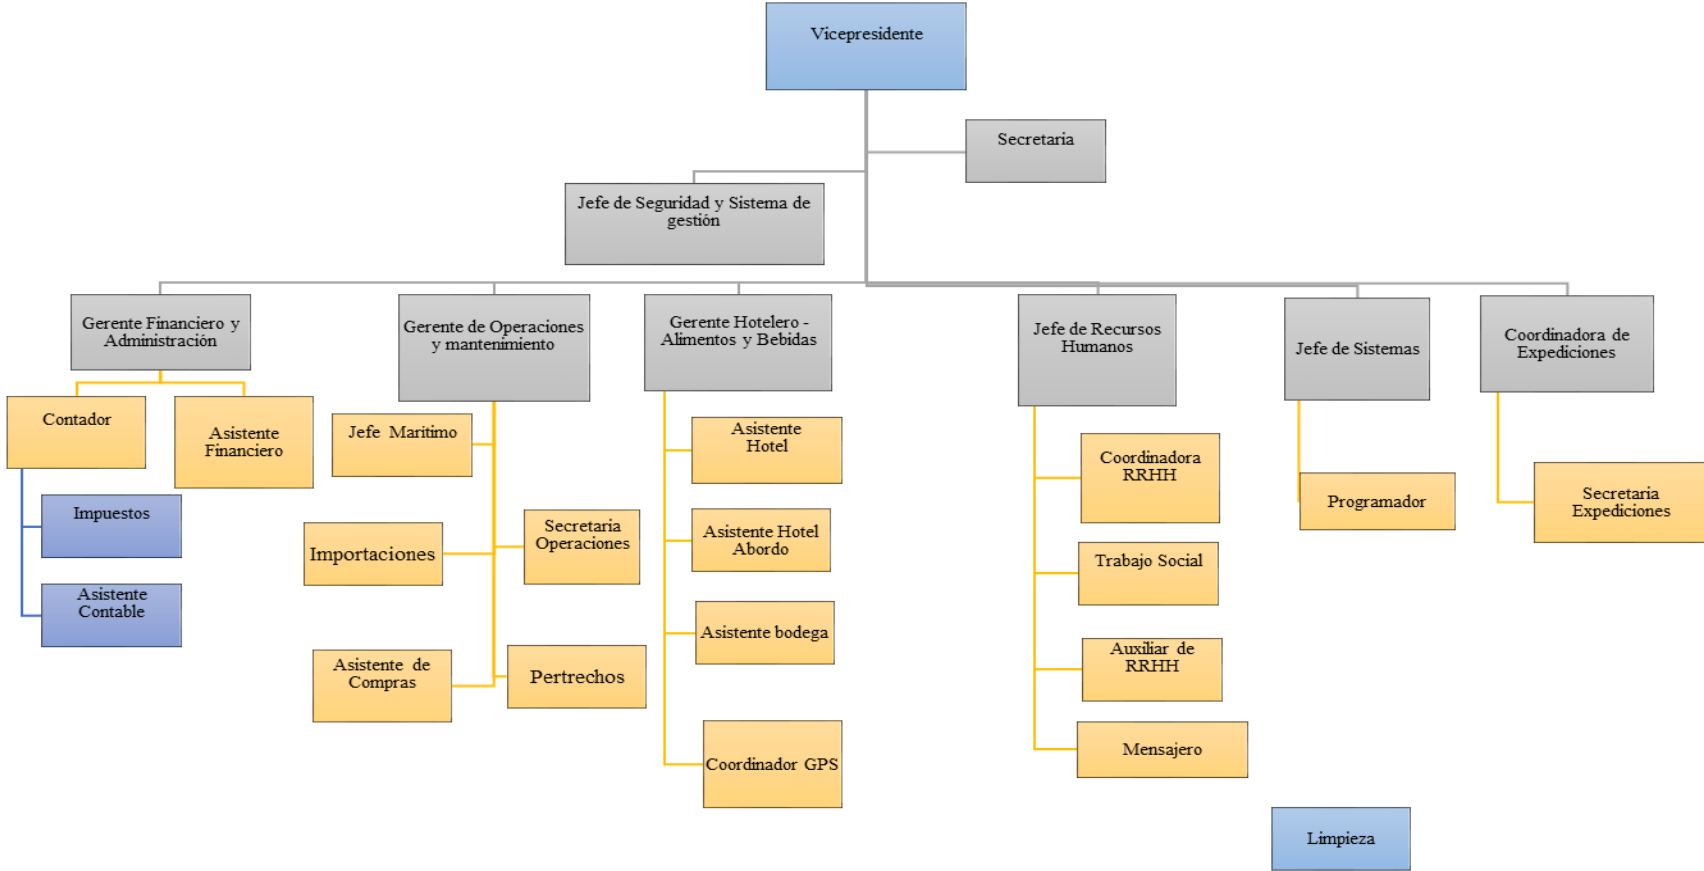 Vicepresidente
Secretaria
Jefe de Seguridad y Sistema de
gestión
Gerente Financiero y
Administración
Gerente de Operaciones
y mantenimiento
Gerente Hotelero -
Alimentos y Bebidas
Jefe de Recursos
Humanos
Jefe de Sistemas
Coordinadora de
Expediciones
Contador
Asistente
Financiero
Impuestos
Asistente
Contable
Jefe Maritimo
Importaciones
Secretaria
Operaciones
Asistente de
Compras
Pertrechos
Asistente
Hotel
Asistente Hotel
Abordo
Asistente bodega
Coordinador GPS
Coordinadora
RRHH
Trabajo Social
Auxiliar de
RRHH
Mensajero
Programador
Secretaria
Expediciones
Limpieza